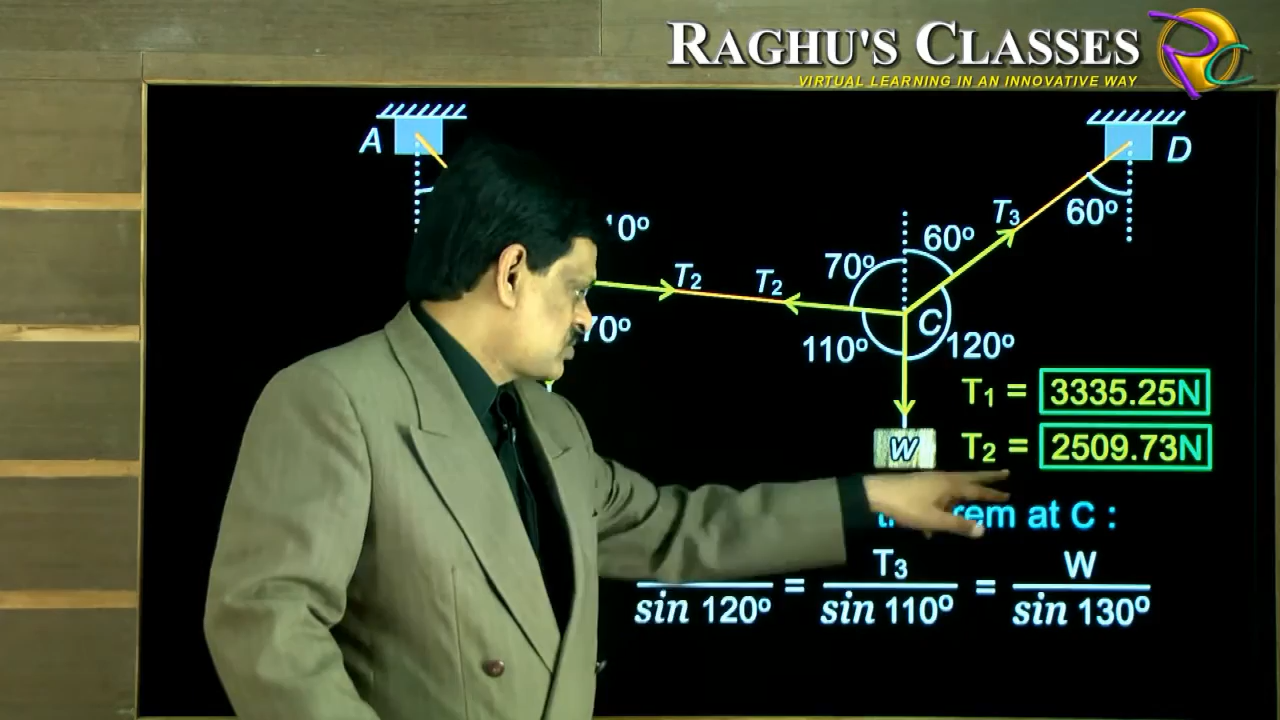 RAGHU'S CLASSES
VIRTUAL LEARNING IN AN INNOVATIVE WAY
A
D
60º
T₃
60º
70º
T₂
T₂
70º
C
110º
120º
T₁ = 3335.25N
T₂ = 2509.73N
W
at C :
sin 120º = T₃ / sin 110º = W / sin 130º